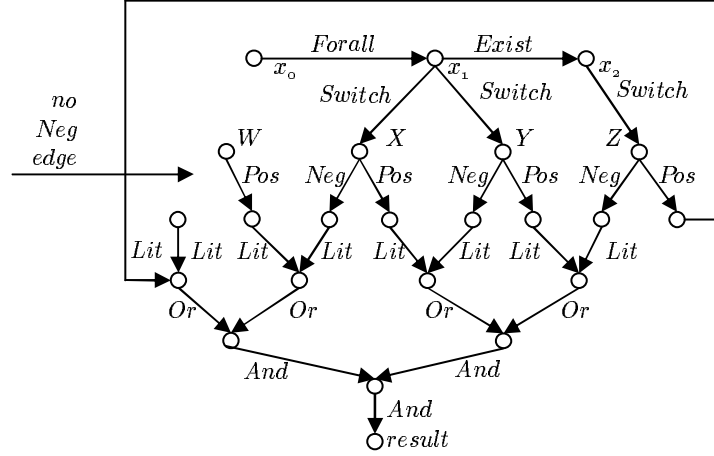 Forall Exist
x₀ x₁ x₂
Switch Switch Switch
no
Neg
edge
W X Y Z
Pos Neg Pos Neg Pos Neg Pos
Lit Lit Lit Lit Lit Lit Lit Lit
Or Or Or Or
And And
And
result